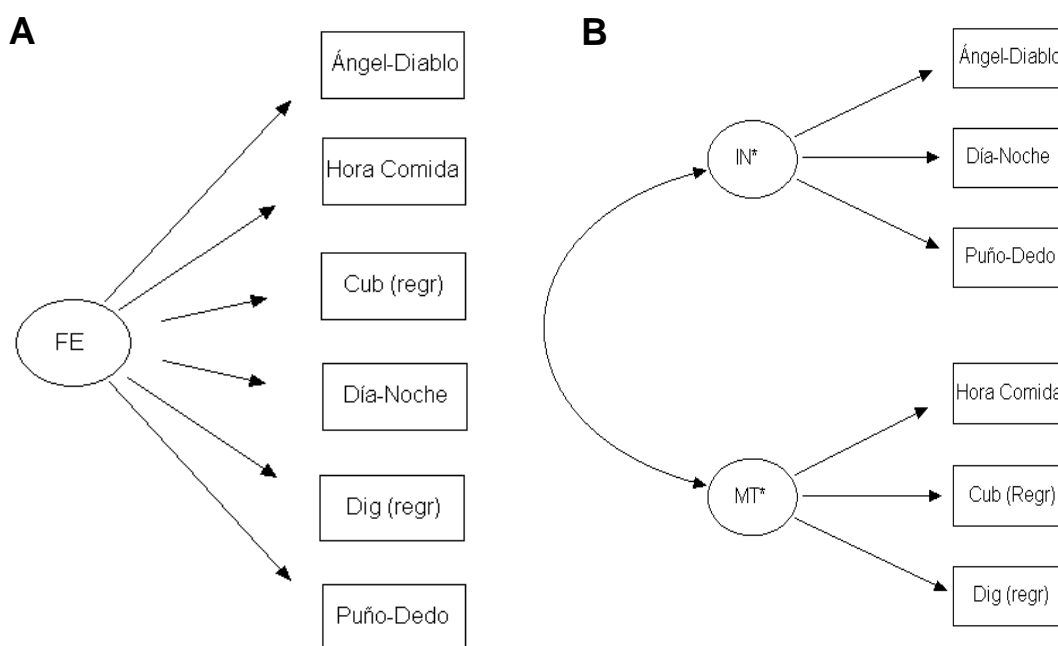 A
Ángel-Diablo
Hora Comida
Cub (regr)
FE
Día-Noche
Dig (regr)
Puño-Dedo
B
Ángel-Diablo
IN*
Día-Noche
Puño-Dedo
Hora Comida
MT*
Cub (Regr)
Dig (regr)